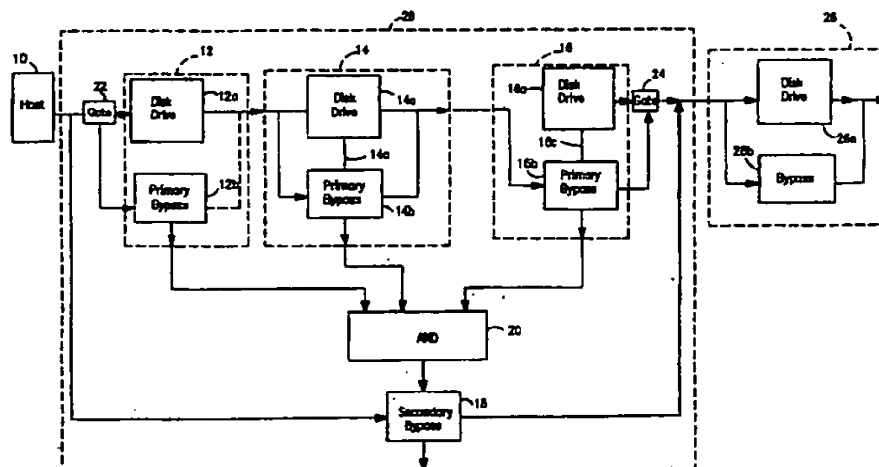 28
10
Host
22
Gate
12
Disk
Drive
12a
Primary
Bypass
12b
14
Disk
Drive
14a
14c
Primary
Bypass
14b
16
16a
Disk
Drive
24
Gate
16c
16b
Primary
Bypass
26
Disk
Drive
26a
26b
Bypass
AND
20
Secondary
Bypass
18